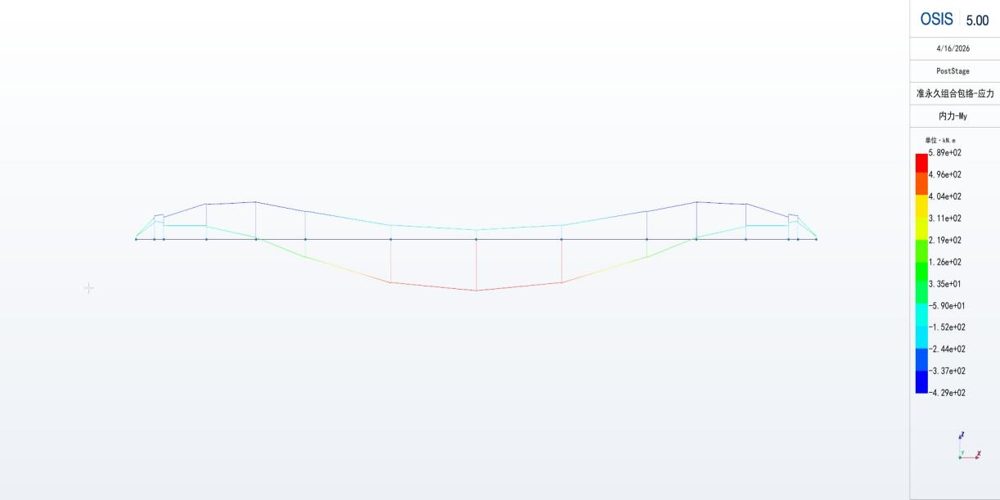 OSIS 5.00
4/16/2026
PostStage
准永久组合包络-应力
内力-My
单位·kN.m
5.89e+02
4.96e+02
4.04e+02
3.11e+02
2.19e+02
1.26e+02
3.35e+01
-5.90e+01
-1.52e+02
-2.44e+02
-3.37e+02
-4.29e+02
Z
Y X